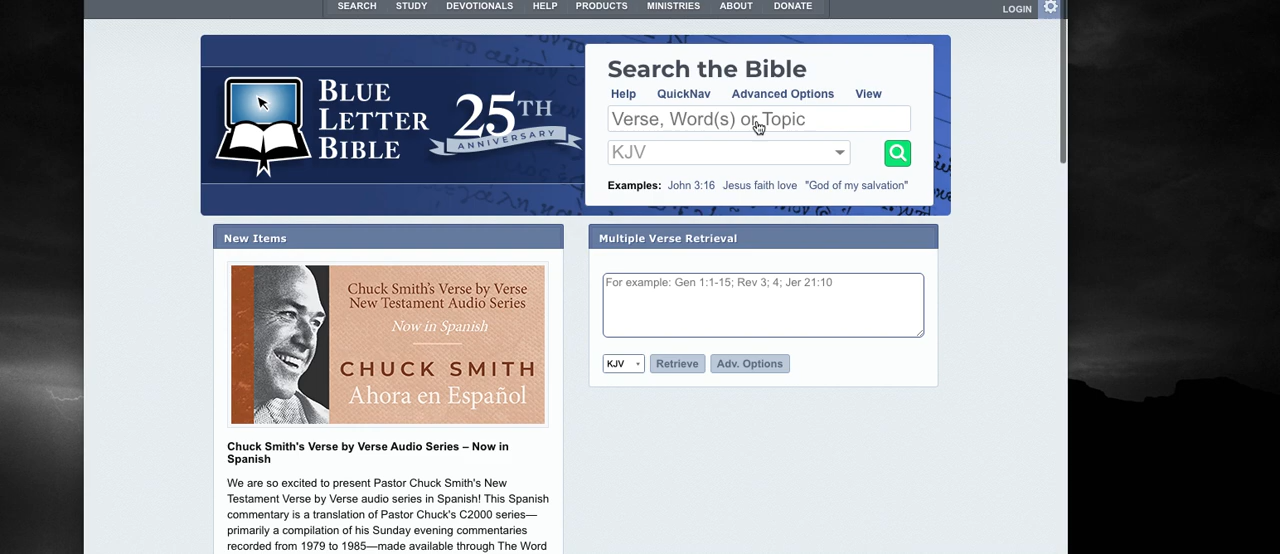 SEARCH STUDY DEVOTIONALS HELP PRODUCTS MINISTRIES ABOUT DONATE
LOGIN
BLUE
LETTER
BIBLE
25TH
ANNIVERSARY
Search the Bible
Help QuickNav Advanced Options View
Verse, Word(s) or Topic
KJV
Examples: John 3:16 Jesus faith love "God of my salvation"
New Items
Chuck Smith's Verse by Verse
New Testament Audio Series
Now in Spanish
CHUCK SMITH
Ahora en Español
Chuck Smith's Verse by Verse Audio Series – Now in
Spanish
We are so excited to present Pastor Chuck Smith's New
Testament Verse by Verse audio series in Spanish! This Spanish
commentary is a translation of Pastor Chuck's C2000 series—
primarily a compilation of his Sunday evening commentaries
recorded from 1979 to 1985—made available through The Word
Multiple Verse Retrieval
For example: Gen 1:1-15; Rev 3; 4; Jer 21:10
KJV Retrieve Adv. Options